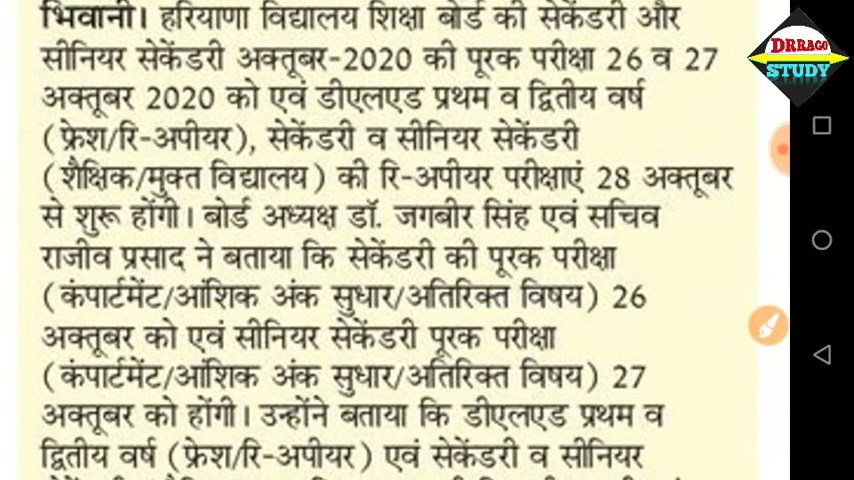 भिवानी। हरियाणा विद्यालय शिक्षा बोर्ड की सेकेंडरी और
सीनियर सेकेंडरी अक्तूबर-2020 की पूरक परीक्षा 26 व 27
अक्तूबर 2020 को एवं डीएलएड प्रथम व द्वितीय वर्ष
(फ्रेश/रि-अपीयर), सेकेंडरी व सीनियर सेकेंडरी
(शैक्षिक/मुक्त विद्यालय) की रि-अपीयर परीक्षाएं 28 अक्तूबर
से शुरू होंगी। बोर्ड अध्यक्ष डॉ. जगबीर सिंह एवं सचिव
राजीव प्रसाद ने बताया कि सेकेंडरी की पूरक परीक्षा
(कंपार्टमेंट/आंशिक अंक सुधार/अतिरिक्त विषय) 26
अक्तूबर को एवं सीनियर सेकेंडरी पूरक परीक्षा
(कंपार्टमेंट/आंशिक अंक सुधार/अतिरिक्त विषय) 27
अक्तूबर को होंगी। उन्होंने बताया कि डीएलएड प्रथम व
द्वितीय वर्ष (फ्रेश/रि-अपीयर) एवं सेकेंडरी व सीनियर
DRRAGO
STUDY